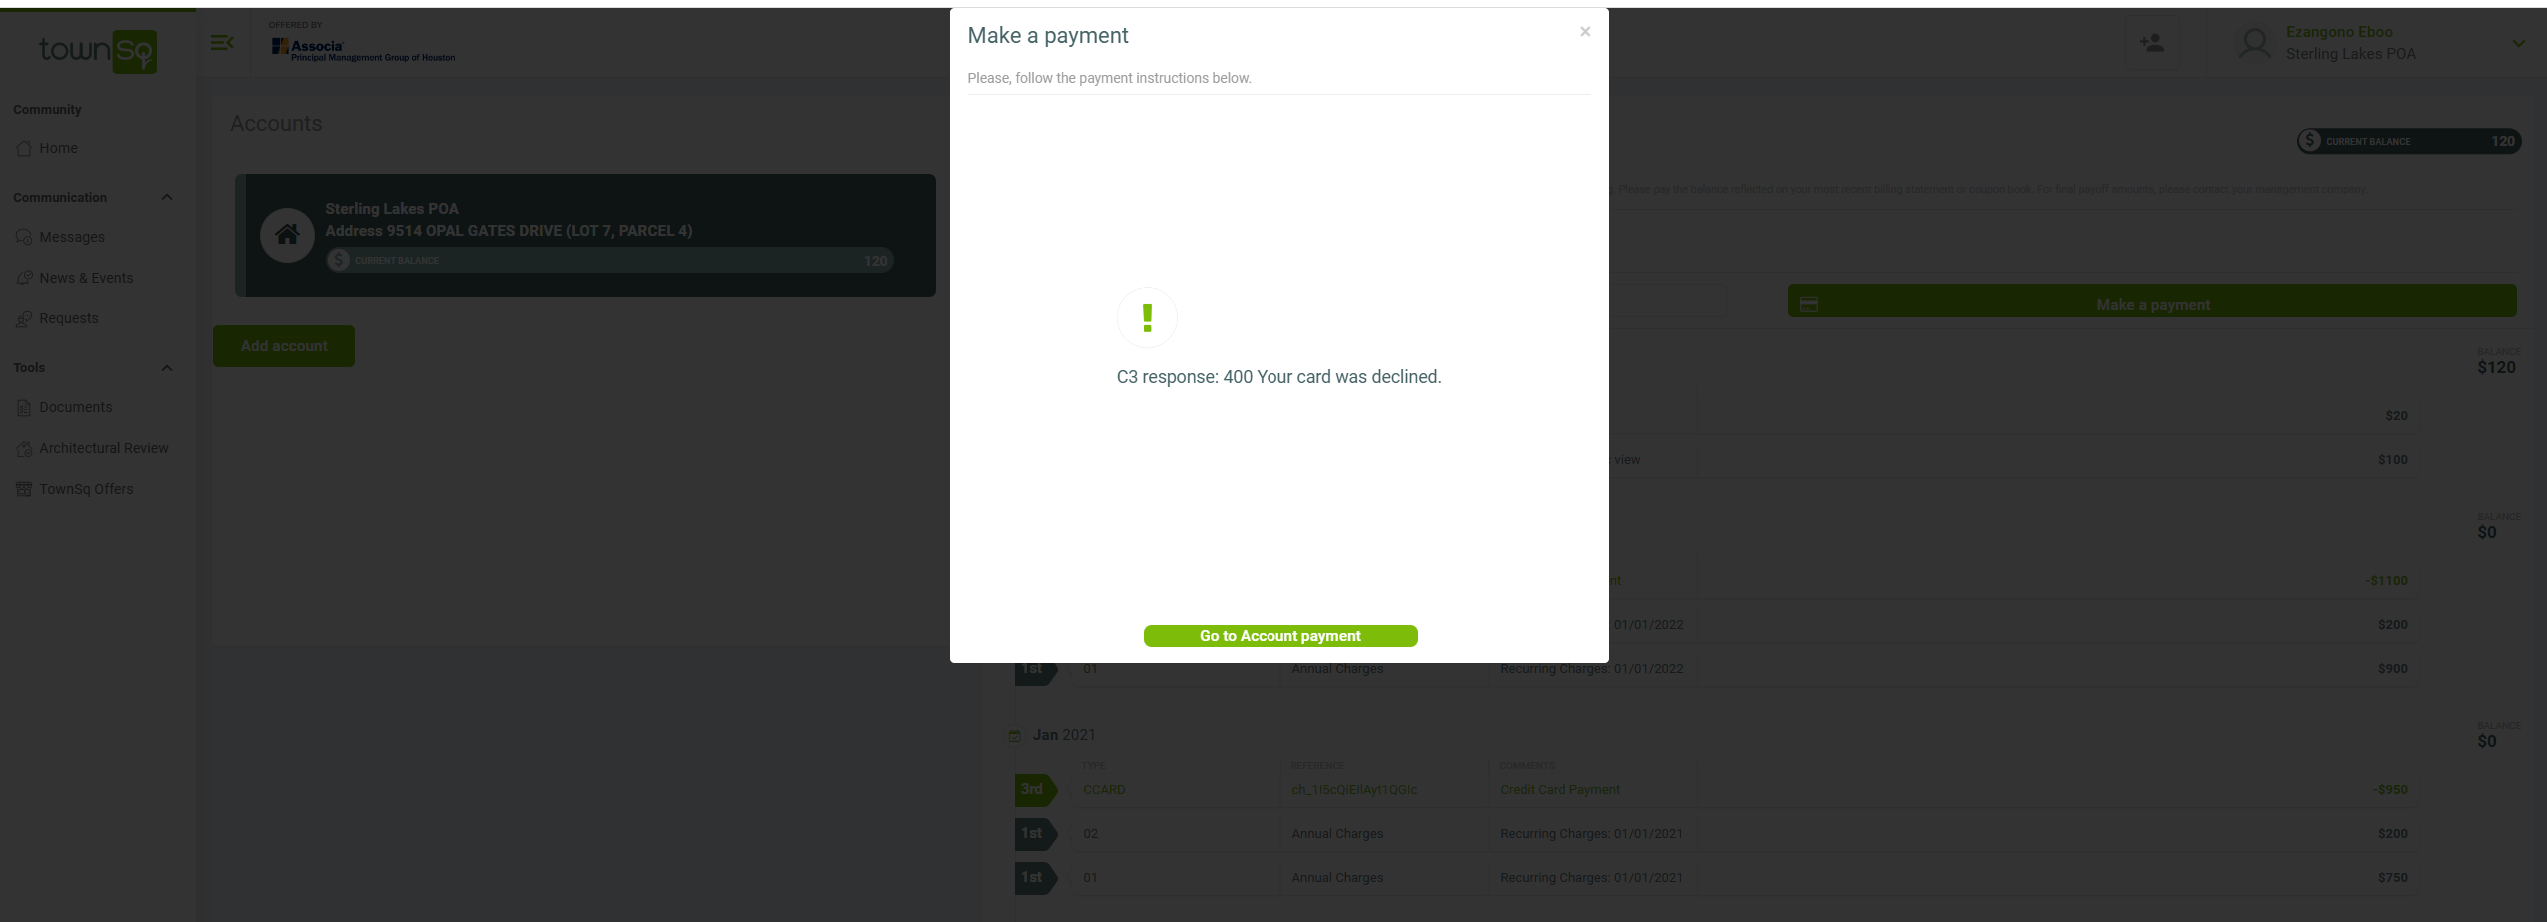 OFFERED BY
townSq
Associa
Principal Management Group of Houston
Ezangono Eboo
Sterling Lakes POA
Community
Home
Communication
Messages
News & Events
Requests
Tools
Documents
Architectural Review
TownSq Offers
Accounts
Sterling Lakes POA
Address 9514 OPAL GATES DRIVE (LOT 7, PARCEL 4)
$ CURRENT BALANCE 120
Add account
Make a payment ×
Please, follow the payment instructions below.
!
C3 response: 400 Your card was declined.
Go to Account payment
$ CURRENT BALANCE 120
Please pay the balance reflected on your most recent billing statement or coupon book. For final payoff amounts, please contact your management company.
Make a payment
BALANCE
$120
$20
view $100
BALANCE
$0
-$1100
01/01/2022 $200
1st 01 Annual Charges Recurring Charges: 01/01/2022 $900
Jan 2021
BALANCE
$0
TYPE REFERENCE COMMENTS
3rd CCARD ch_1I5cQiEIlAyt1QGIc Credit Card Payment -$950
1st 02 Annual Charges Recurring Charges: 01/01/2021 $200
1st 01 Annual Charges Recurring Charges: 01/01/2021 $750